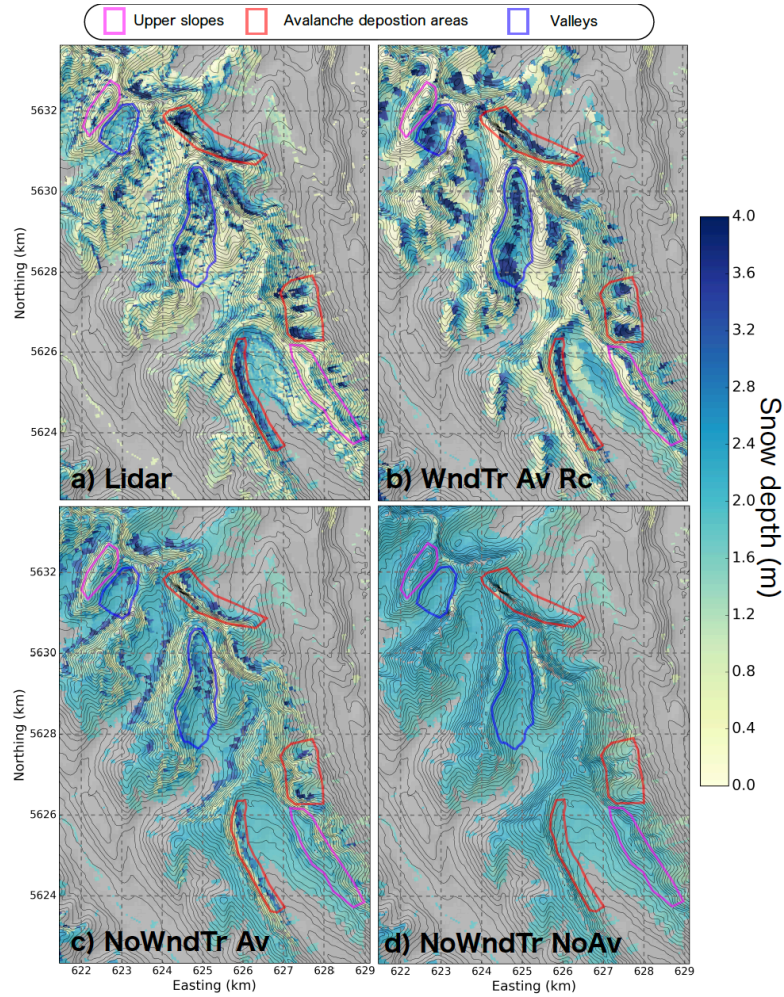 Upper slopes Avalanche depostion areas Valleys
5632
5630
5628
5626
5624
Northing (km)
a) Lidar
b) WndTr Av Rc
4.0
3.6
3.2
2.8
2.4
2.0
1.6
1.2
0.8
0.4
0.0
Snow depth (m)
5632
5630
5628
5626
5624
Northing (km)
c) NoWndTr Av
d) NoWndTr NoAv
622 623 624 625 626 627 628 629
622 623 624 625 626 627 628 629
Easting (km)
Easting (km)